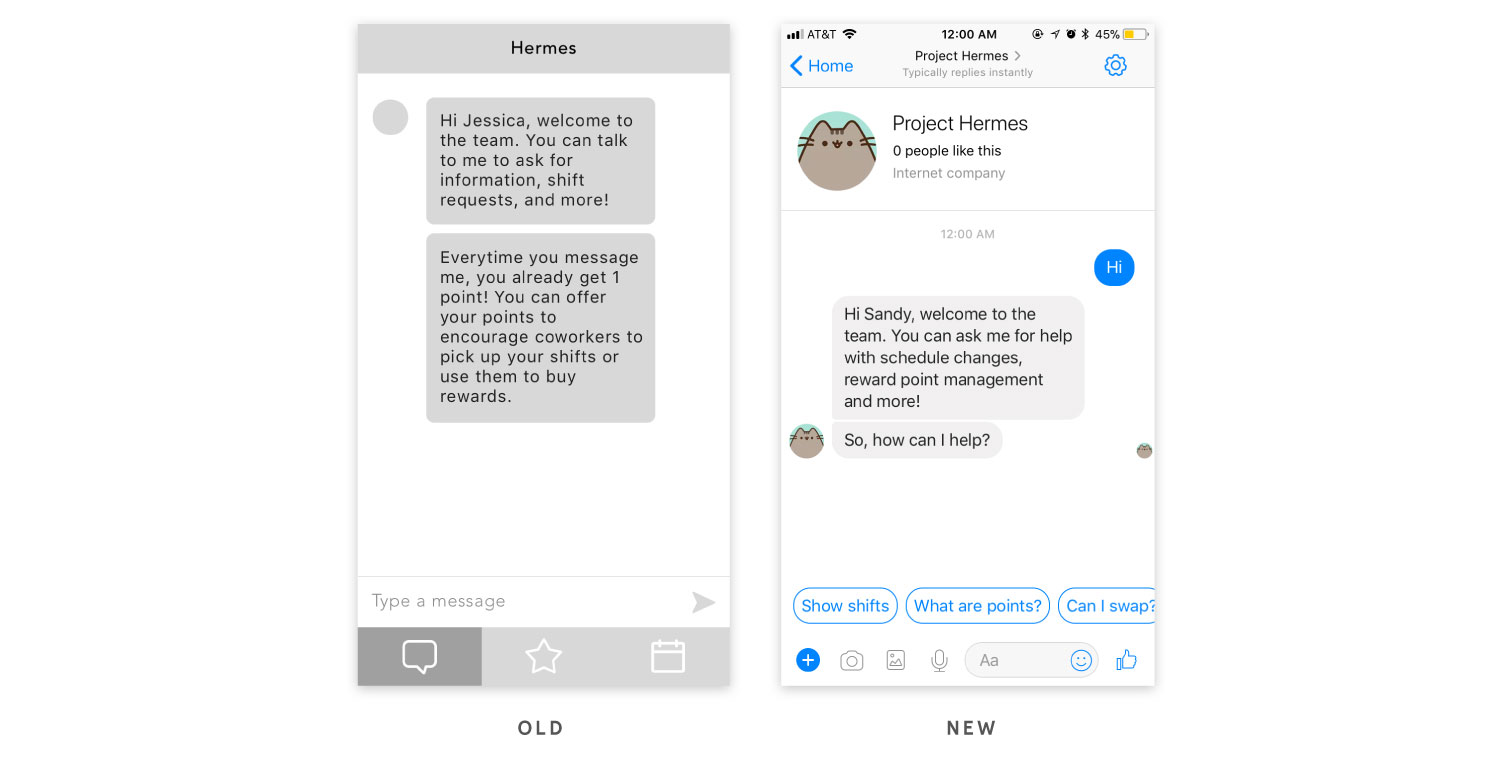 Hermes
Hi Jessica, welcome to
the team. You can talk
to me to ask for
information, shift
requests, and more!
Everytime you message
me, you already get 1
point! You can offer
your points to
encourage coworkers to
pick up your shifts or
use them to buy
rewards.
Type a message
OLD
AT&T 12:00 AM 45%
Home
Project Hermes
Typically replies instantly
Project Hermes
0 people like this
Internet company
12:00 AM
Hi
Hi Sandy, welcome to the
team. You can ask me for help
with schedule changes,
reward point management
and more!
So, how can I help?
Show shifts What are points? Can I swap?
Aa
NEW